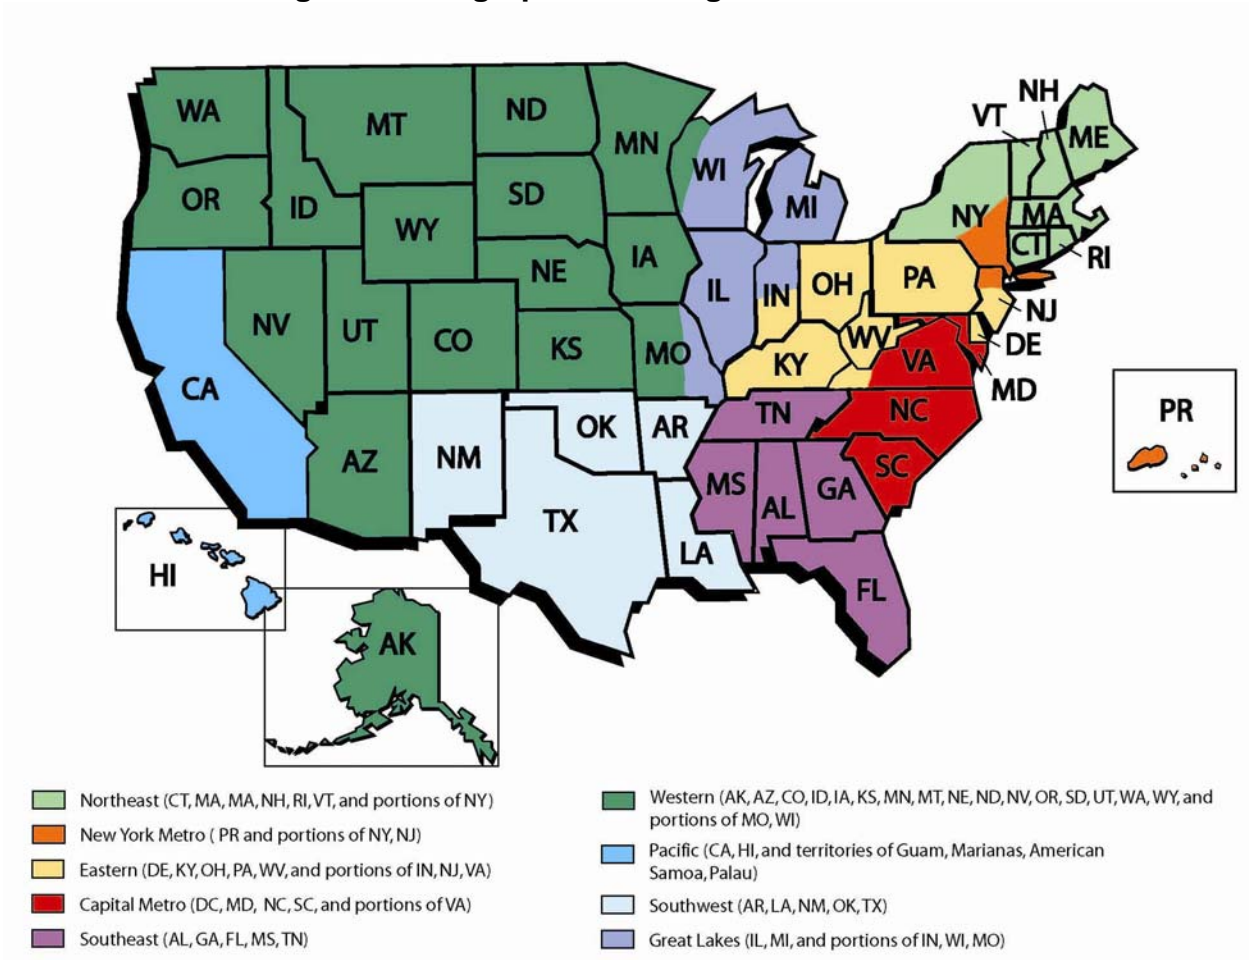 NH
VT
WA
MT
ND
ME
MN
WI
OR
ID
SD
MI
NY
MA
WY
CT
RI
IA
NE
PA
OH
IL
IN
NJ
NV
UT
CO
WV
KS
MO
DE
VA
KY
MD
CA
NC
TN
PR
OK
AR
AZ
NM
SC
MS
GA
AL
TX
LA
HI
FL
AK
Northeast (CT, MA, MA, NH, RI, VT, and portions of NY)
New York Metro ( PR and portions of NY, NJ)
Eastern (DE, KY, OH, PA, WV, and portions of IN, NJ, VA)
Capital Metro (DC, MD, NC, SC, and portions of VA)
Southeast (AL, GA, FL, MS, TN)
Western (AK, AZ, CO, ID, IA, KS, MN, MT, NE, ND, NV, OR, SD, UT, WA, WY, and
portions of MO, WI)
Pacific (CA, HI, and territories of Guam, Marianas, American
Samoa, Palau)
Southwest (AR, LA, NM, OK, TX)
Great Lakes (IL, MI, and portions of IN, WI, MO)